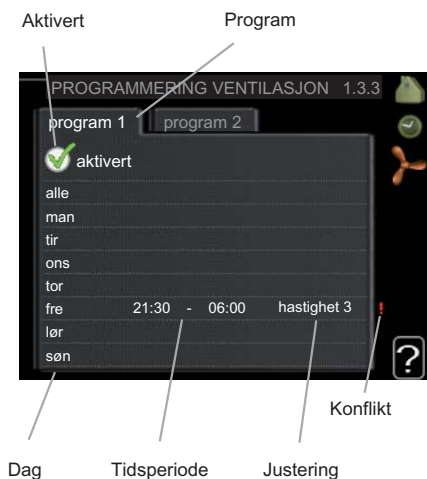 Aktivert Program
PROGRAMMERING VENTILASJON 1.3.3
program 1 program 2
aktivert
alle
man
tir
ons
tor
fre 21:30 - 06:00 hastighet 3 !
lør
søn
?
Konflikt
Dag Tidsperiode Justering